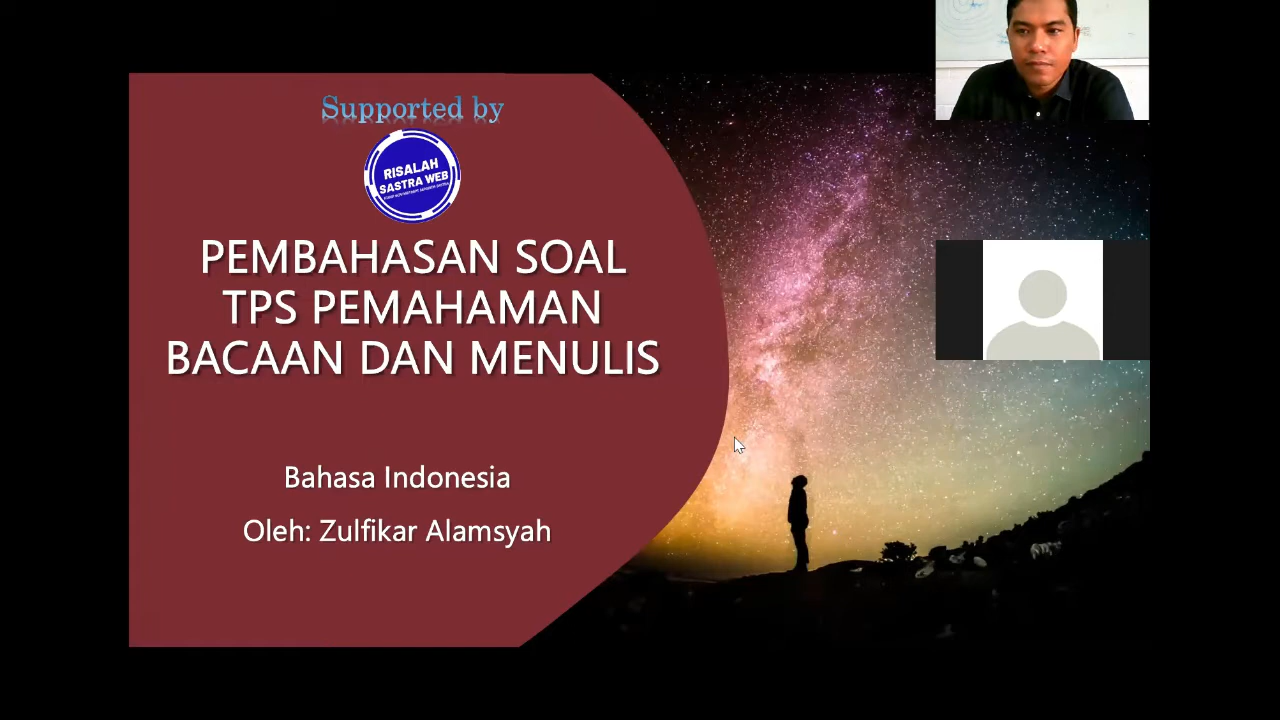 Supported by
RISALAH
SASTRA WEB
PEMBAHASAN SOAL
TPS PEMAHAMAN
BACAAN DAN MENULIS
Bahasa Indonesia
Oleh: Zulfikar Alamsyah